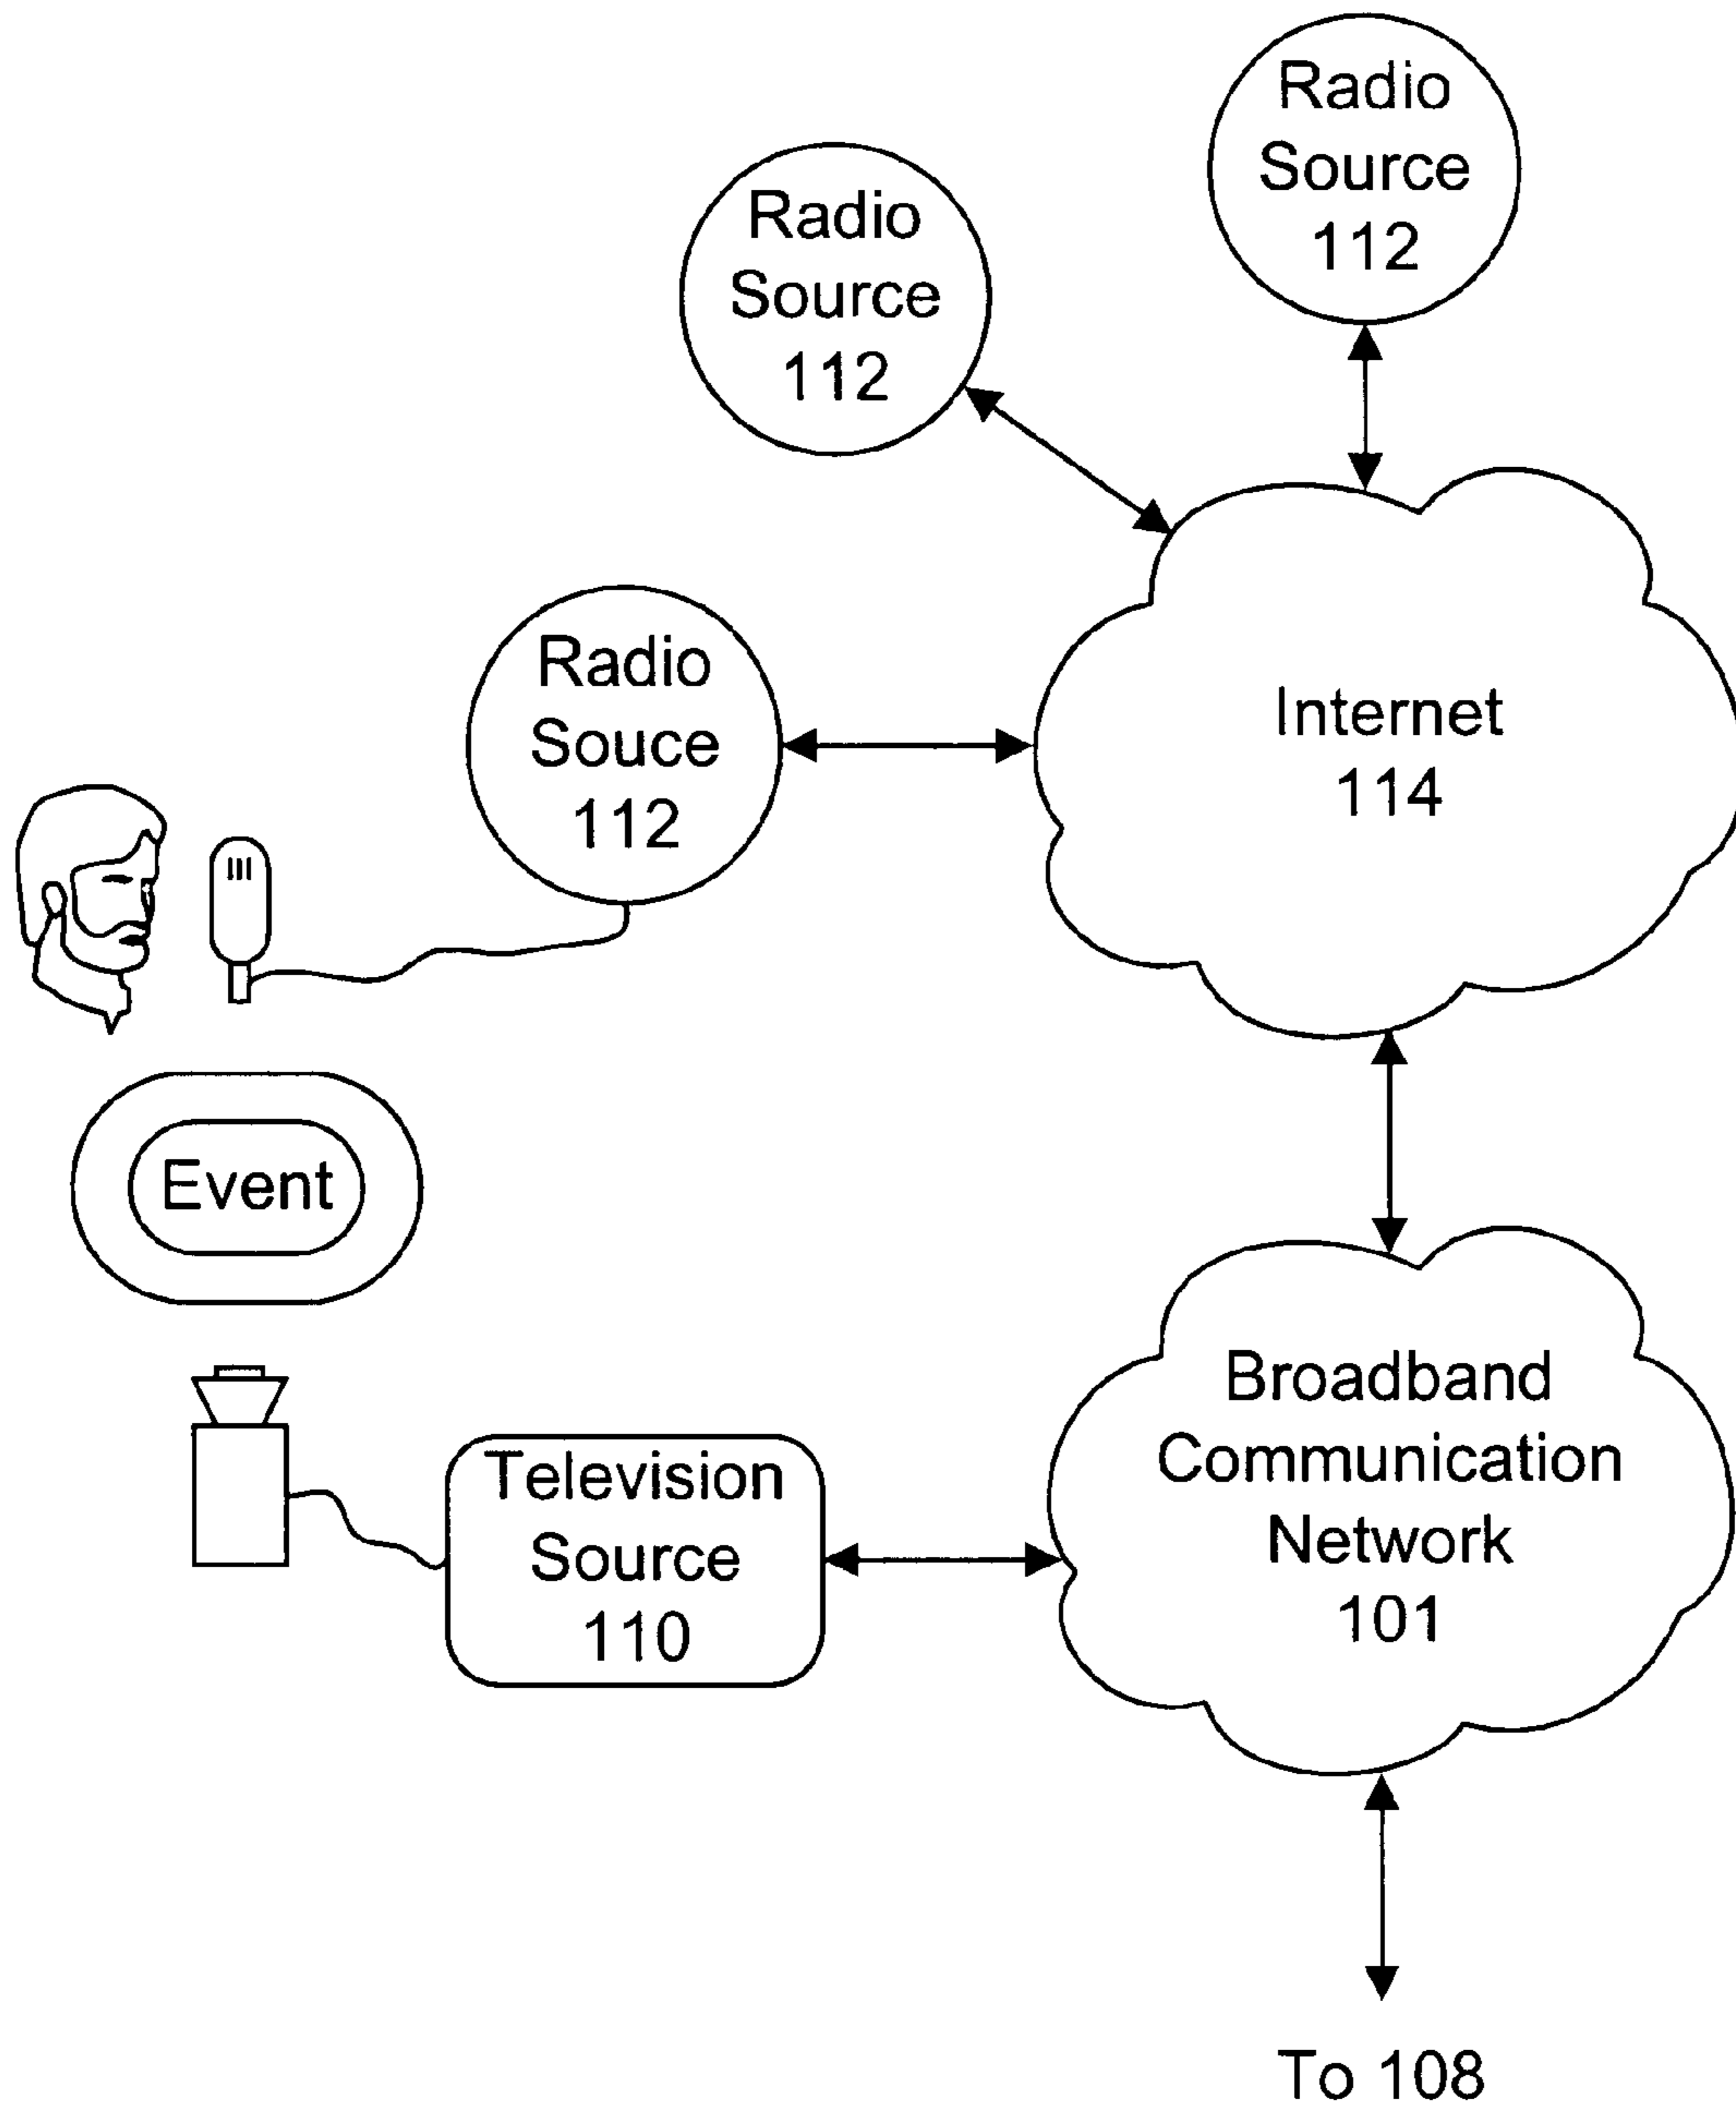 Radio
Source
112
Radio
Source
112
Radio
Souce
112
Internet
114
Event
Broadband
Communication
Network
101
Television
Source
110
To 108